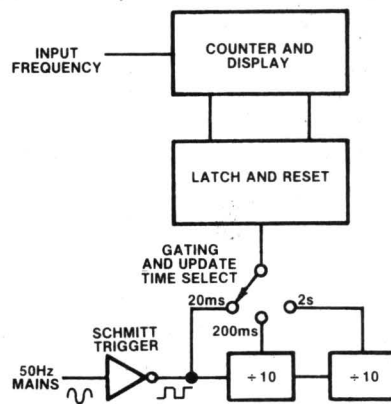 INPUT
FREQUENCY
COUNTER AND
DISPLAY
LATCH AND RESET
GATING
AND UPDATE
TIME SELECT
20ms
2s
200ms
SCHMITT
TRIGGER
50Hz
MAINS
÷ 10
÷ 10